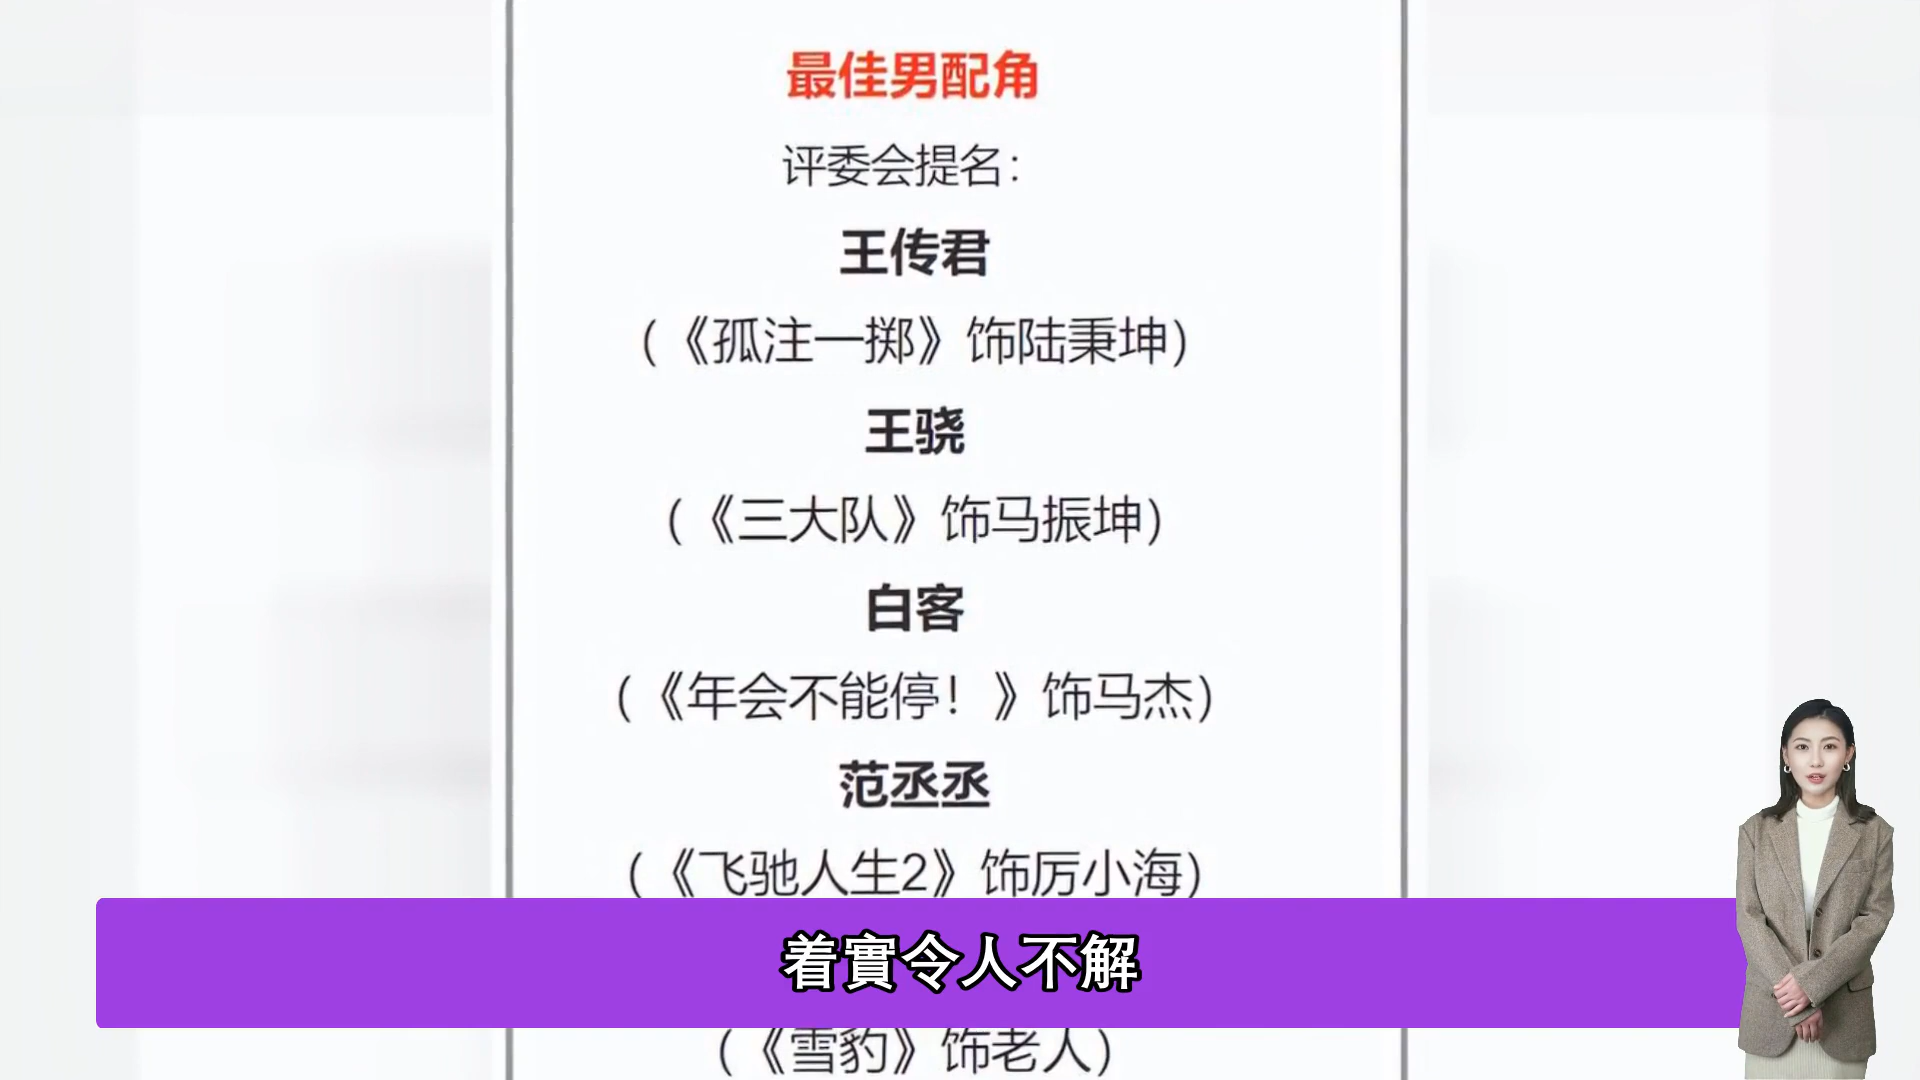 最佳男配角
评委会提名：
王传君
（《孤注一掷》饰陆秉坤）
王骁
（《三大队》饰马振坤）
白客
（《年会不能停！》饰马杰）
范丞丞
（《飞驰人生2》饰厉小海）
着實令人不解
（《雪豹》饰老人）